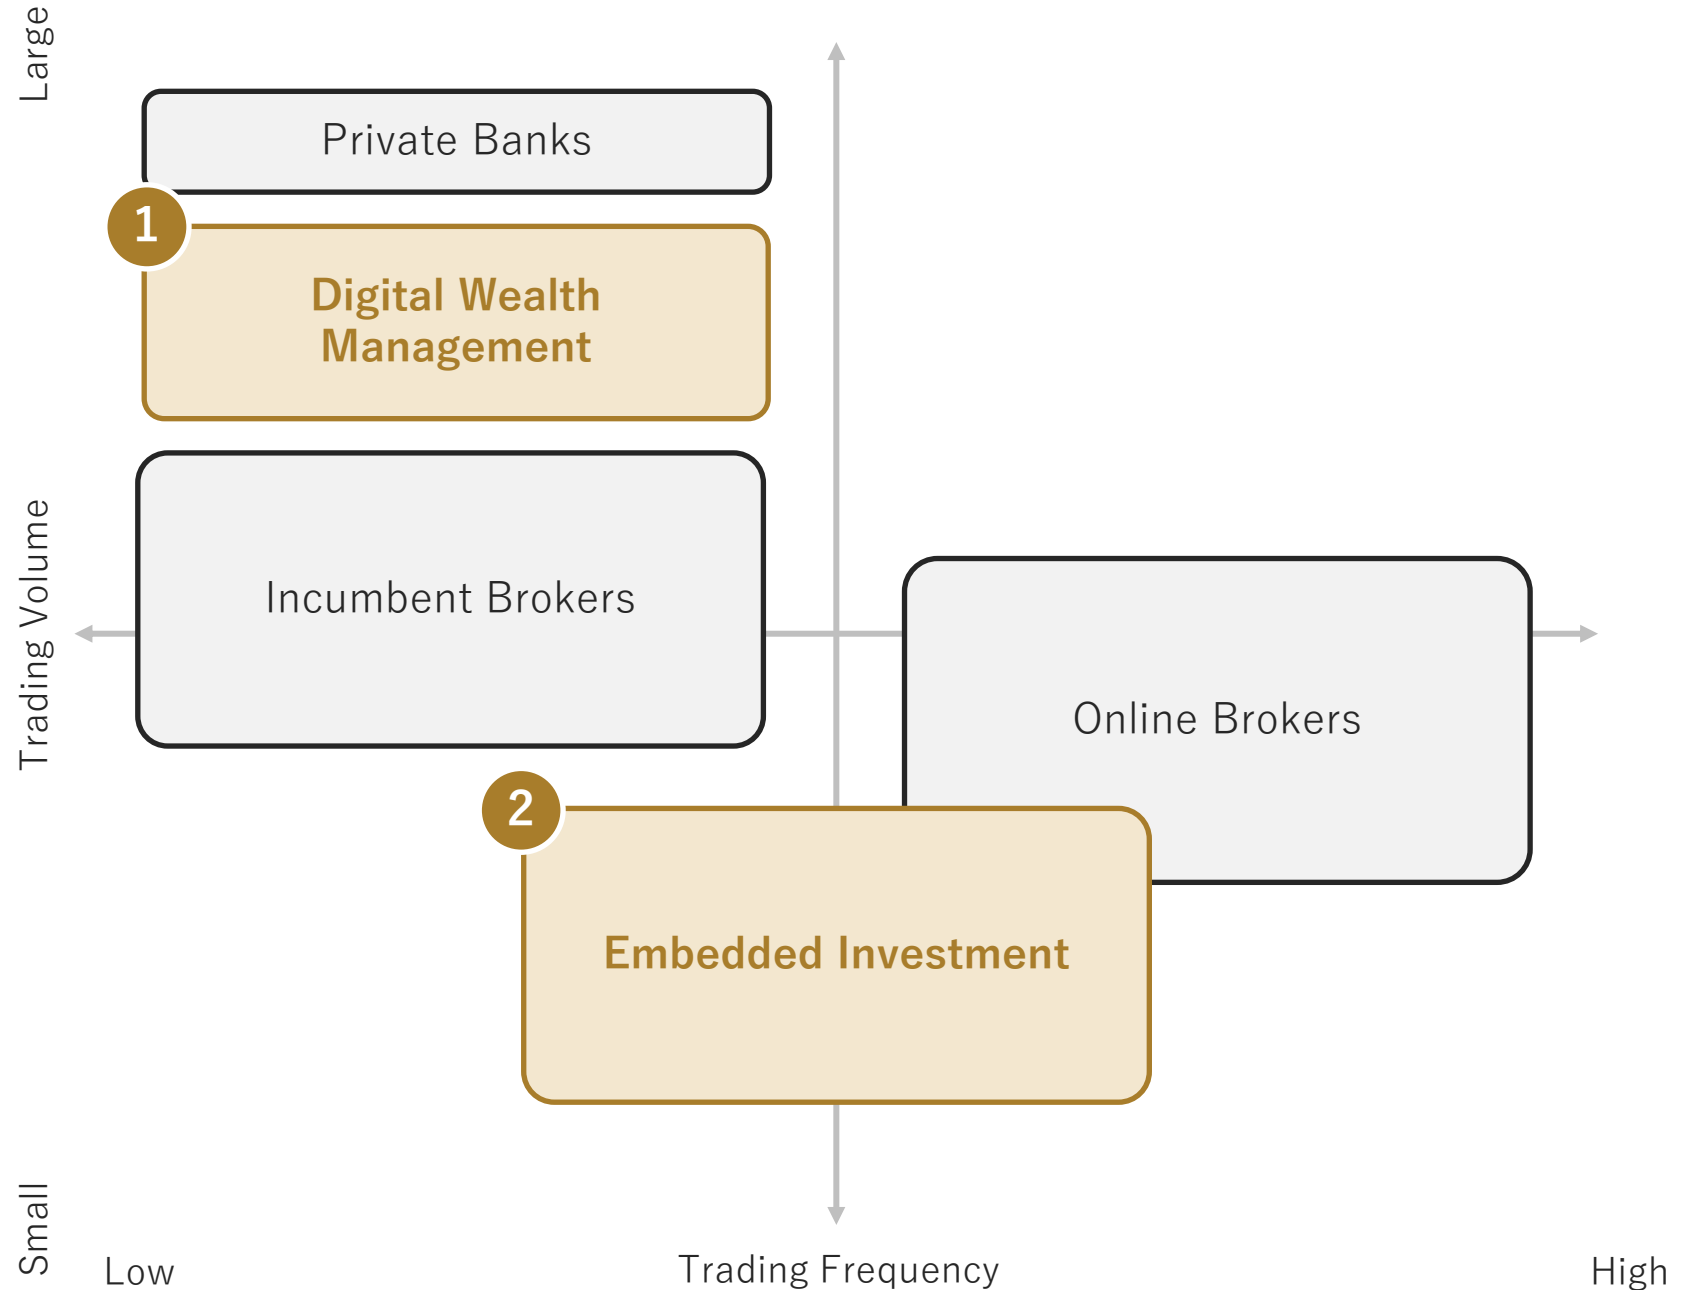 Large
Private Banks
1
Digital Wealth
Management
Trading Volume
Incumbent Brokers
Online Brokers
2
Embedded Investment
Small
Low
Trading Frequency
High